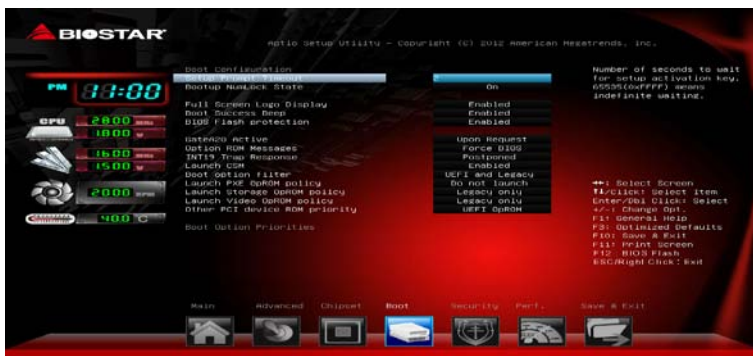 BIOSTAR
Aptio Setup Utility - Copyright (C) 2012 American Megatrends, Inc.
PM 11:00
CPU 2800 MHz
1.000 V
1600 MHz
1.500 V
2000 RPM
40.0 C
Boot Configuration
Setup Prompt Timeout
Bootup NumLock State On
Full Screen Logo Display Enabled
Boot Success Beep Enabled
BIOS Flash protection Enabled
GateA20 Active Upon Request
Option ROM Messages Force BIOS
INT19 Trap Response Postponed
Launch CSM Enabled
Boot option filter UEFI and Legacy
Launch PXE OpROM policy Do not launch
Launch Storage OpROM policy Legacy only
Launch Video OpROM policy Legacy only
Other PCI device ROM priority UEFI OpROM
Boot Option Priorities
Number of seconds to wait
for setup activation key.
65535(0xFFFF) means
indefinite waiting.
↔: Select Screen
↑↓/Click: Select Item
Enter/Dbl Click: Select
+/-: Change Opt.
F1: General Help
F3: Optimized Defaults
F10: Save & Exit
F11: Print Screen
F12: BIOS Flash
ESC/Right Click: Exit
Main Advanced Chipset Boot Security Perf. Save & Exit